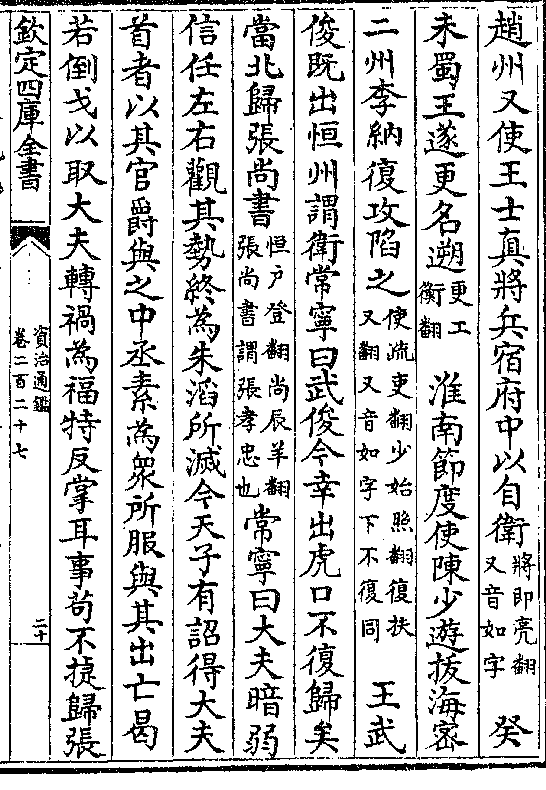 趙州又使王士真將兵宿府中以自衛將即亮翻又音如字癸
未蜀王遂更名遡更工衡翻淮南節度使陳少遊拔海宻
二州李納復攻陷之使疏吏翻少始照翻復扶又翻又音如字下不復同王武
俊既出恒州謂衛常寧曰武俊今幸出虎口不復歸矣
當北歸張尚書恒户登翻尚辰羊翻張尚書謂張孝忠也常寧曰大夫暗弱
信任左右觀其勢終為朱滔所滅今天子有詔得大夫
首者以其官爵與之中丞素為衆所服與其出亡曷
若倒戈以取大夫轉禍為福特反掌耳事茍不捷歸張
欽定四庫全書
資治通鑑
卷二百二十七
二十